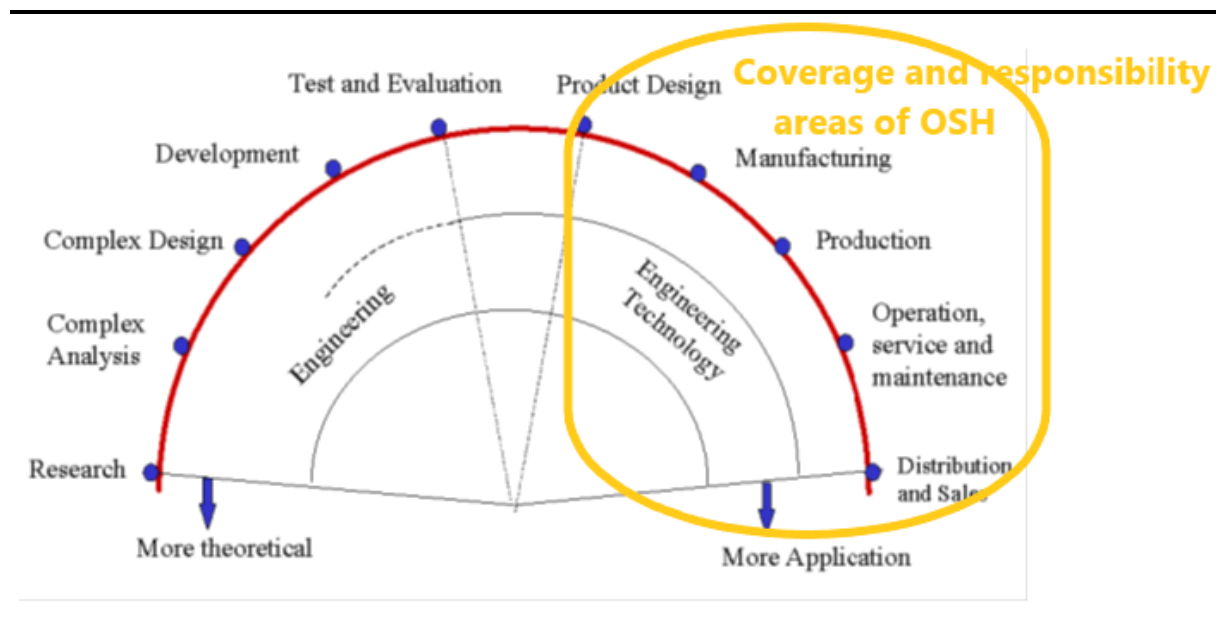 Coverage and responsibility
areas of OSH
Test and Evaluation
Product Design
Development
Manufacturing
Complex Design
Production
Engineering
Engineering
Technology
Complex
Analysis
Operation,
service and
maintenance
Research
Distribution
and Sales
More theoretical
More Application